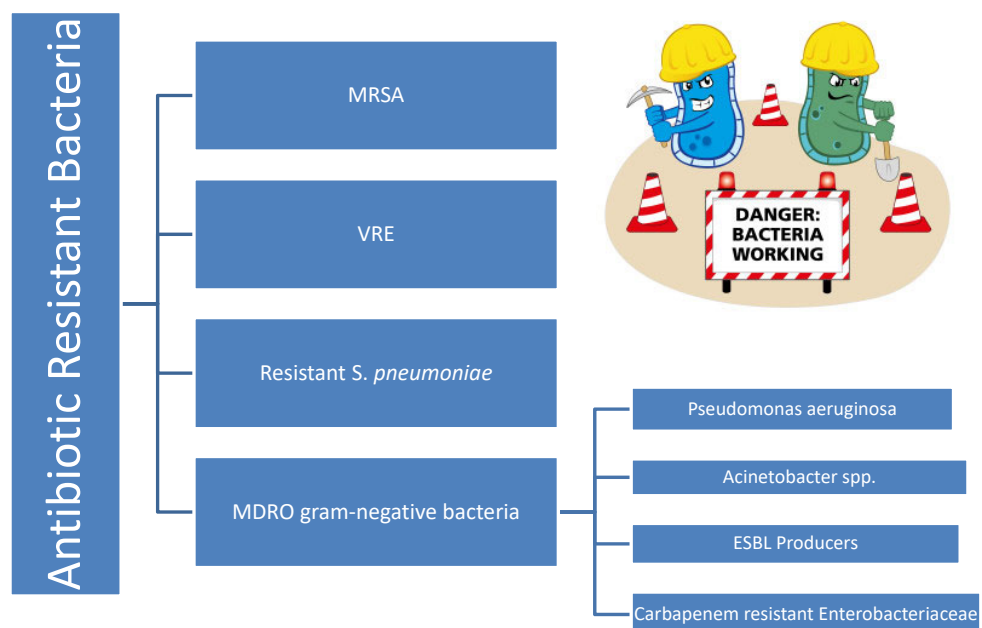 Antibiotic Resistant Bacteria
MRSA
VRE
Resistant S. pneumoniae
MDRO gram-negative bacteria
Pseudomonas aeruginosa
Acinetobacter spp.
ESBL Producers
Carbapenem resistant Enterobacteriaceae
DANGER:
BACTERIA
WORKING